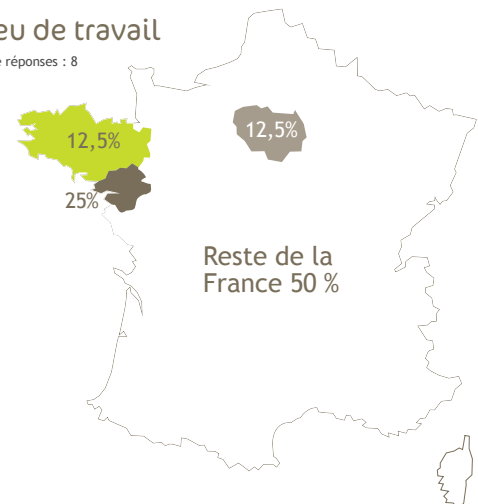 eu de travail
réponses : 8
12,5%
12,5%
25%
Reste de la
France 50 %